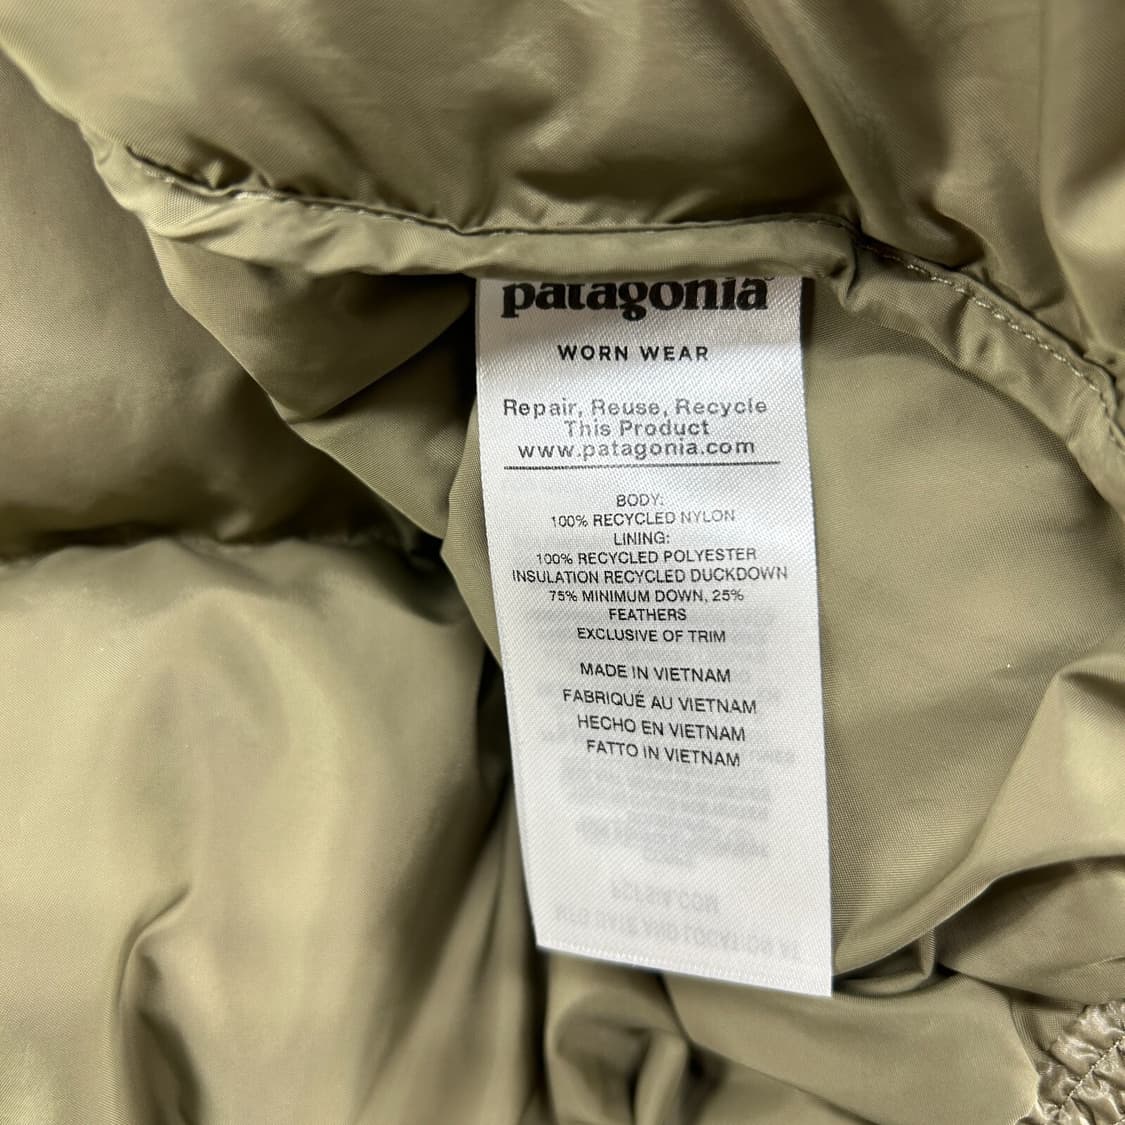 patagonia®
WORN WEAR
Repair, Reuse, Recycle
This Product
www.patagonia.com
BODY:
100% RECYCLED NYLON
LINING:
100% RECYCLED POLYESTER
INSULATION RECYCLED DUCKDOWN
75% MINIMUM DOWN, 25%
FEATHERS
EXCLUSIVE OF TRIM
MADE IN VIETNAM
FABRIQUÉ AU VIETNAM
HECHO EN VIETNAM
FATTO IN VIETNAM